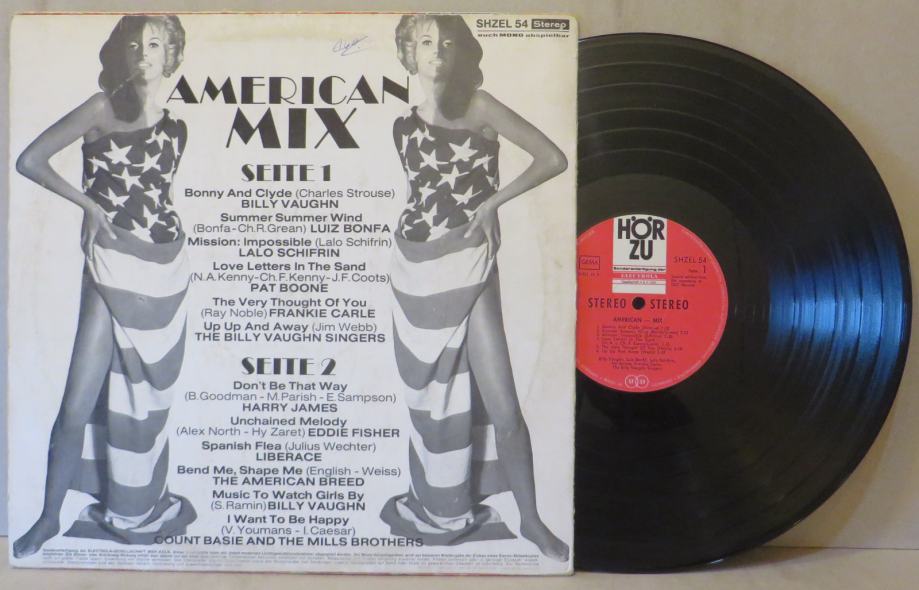 SHZEL 54 Stereo
auch MONO abspielbar
AMERICAN
MIX
SEITE 1
Bonny And Clyde (Charles Strouse)
BILLY VAUGHN
Summer Summer Wind
(Bonfa-Ch.R.Grean) LUIZ BONFA
Mission: Impossible (Lalo Schifrin)
LALO SCHIFRIN
Love Letters In The Sand
(N.A.Kenny-Ch.F.Kenny-J.F.Coots)
PAT BOONE
The Very Thought Of You
(Ray Noble) FRANKIE CARLE
Up Up And Away (Jim Webb)
THE BILLY VAUGHN SINGERS
SEITE 2
Don't Be That Way
(B.Goodman - M.Parish - E.Sampson)
HARRY JAMES
Unchained Melody
(Alex North - Hy Zaret) EDDIE FISHER
Spanish Flea (Julius Wechter)
LIBERACE
Bend Me, Shape Me (English - Weiss)
THE AMERICAN BREED
Music To Watch Girls By
(S.Ramin) BILLY VAUGHN
I Want To Be Happy
(V. Youmans - I.Caesar)
COUNT BASIE AND THE MILLS BROTHERS
HÖR
ZU
GEMA
SHZEL 54
ELECTROLA
1
STEREO STEREO
AMERICAN — MIX